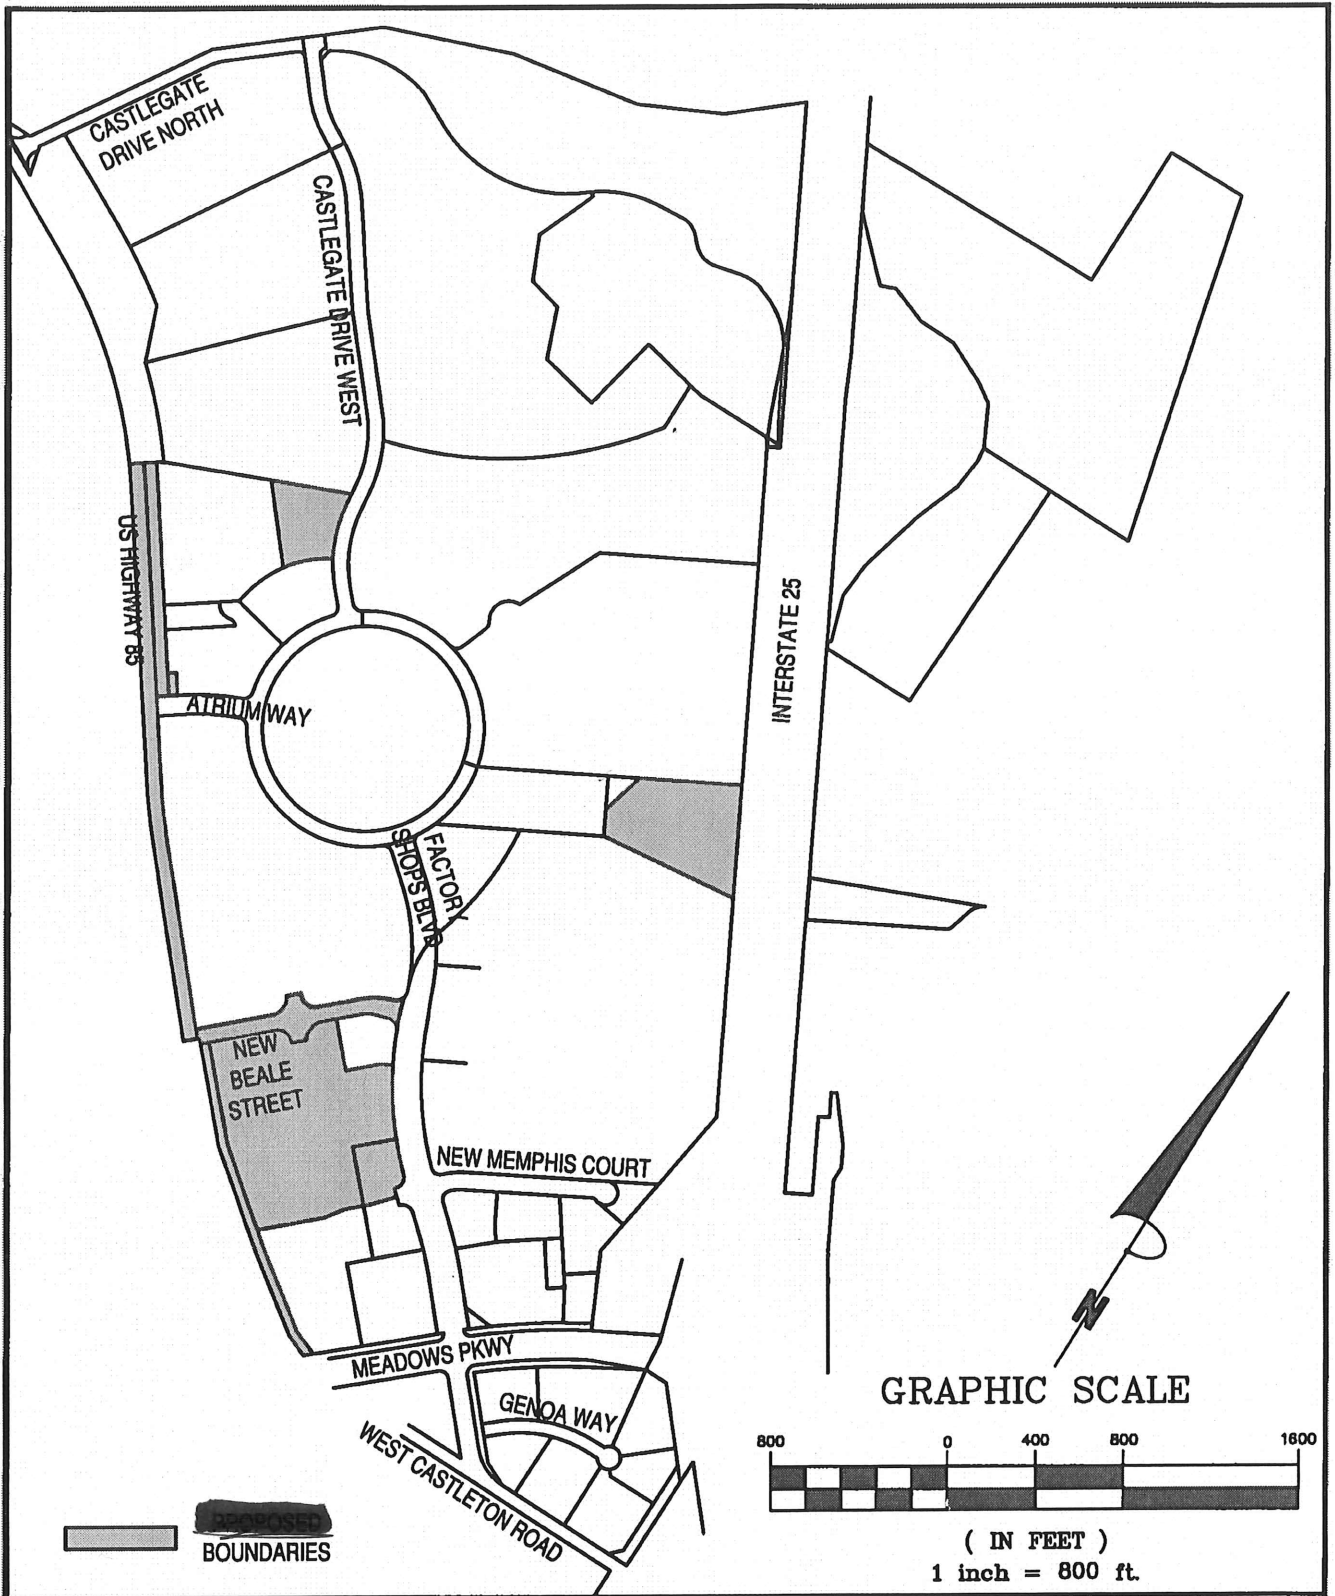 CASTLEGATE
DRIVE NORTH
CASTLEGATE DRIVE WEST
US HIGHWAY 85
INTERSTATE 25
ATRIUM WAY
FACTORY
SHOPS BLVD
NEW
BEALE
STREET
NEW MEMPHIS COURT
MEADOWS PKWY
GENOA WAY
WEST CASTLETON ROAD
N
GRAPHIC SCALE
800 0 400 800 1600
( IN FEET )
1 inch = 800 ft.
PROPOSED
BOUNDARIES